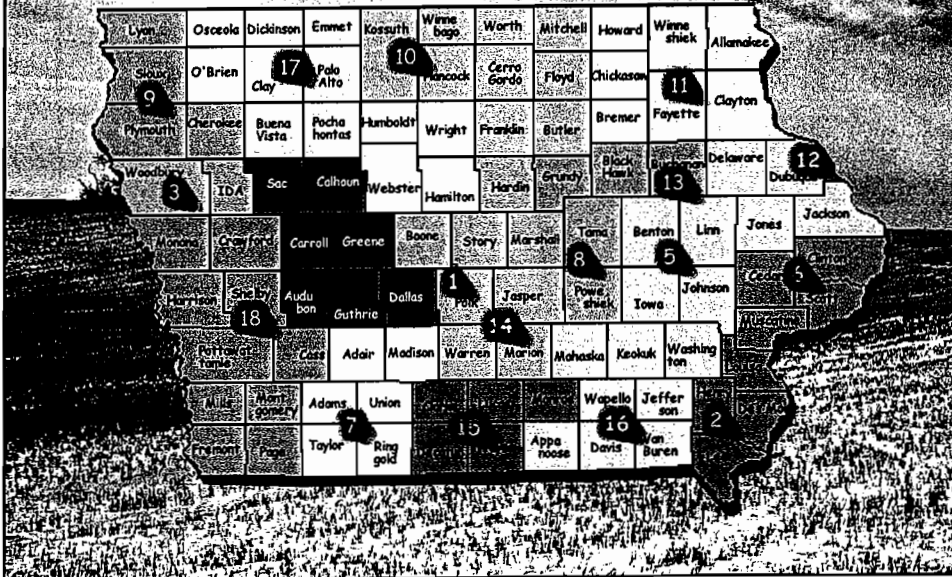 Lyon Osceola Dickinson Emmet Kossuth Winne Worth Mitchell Howard Winne
bago shiek Allamakee
Sioux O'Brien 17 Palo 10 Hancock Cerro Floyd Chickasaw 11
Clay Alto Gordo
9 Clayton
Plymouth Cherokee Buena Pocha Humboldt Wright Franklin Butler Bremer Fayette
Vista hontas
Woodbury IDA Sac Calhoun Webster Hamilton Hardin Grundy Black Buchanan Delaware 12
3 Hawk 13 Dubuque
Monona Crawford Carroll Greene Boone Story Marshall Tama Benton Linn Jones Jackson
8 5
Harrison Shelby Audu Guthrie Dallas 1 Polk Jasper Powe Iowa Johnson Cedar 6 Scott
bon shiek
18 14 Muscatine
Pottawat Cass Adair Madison Warren Marion Mahaska Keokuk Washing
tamie ton
Mills Mont Adams Union Monroe Wapello Jeffer
gomery son
7 15 16 2
Fremont Page Taylor Ring Appa Davis Van
gold noose Buren